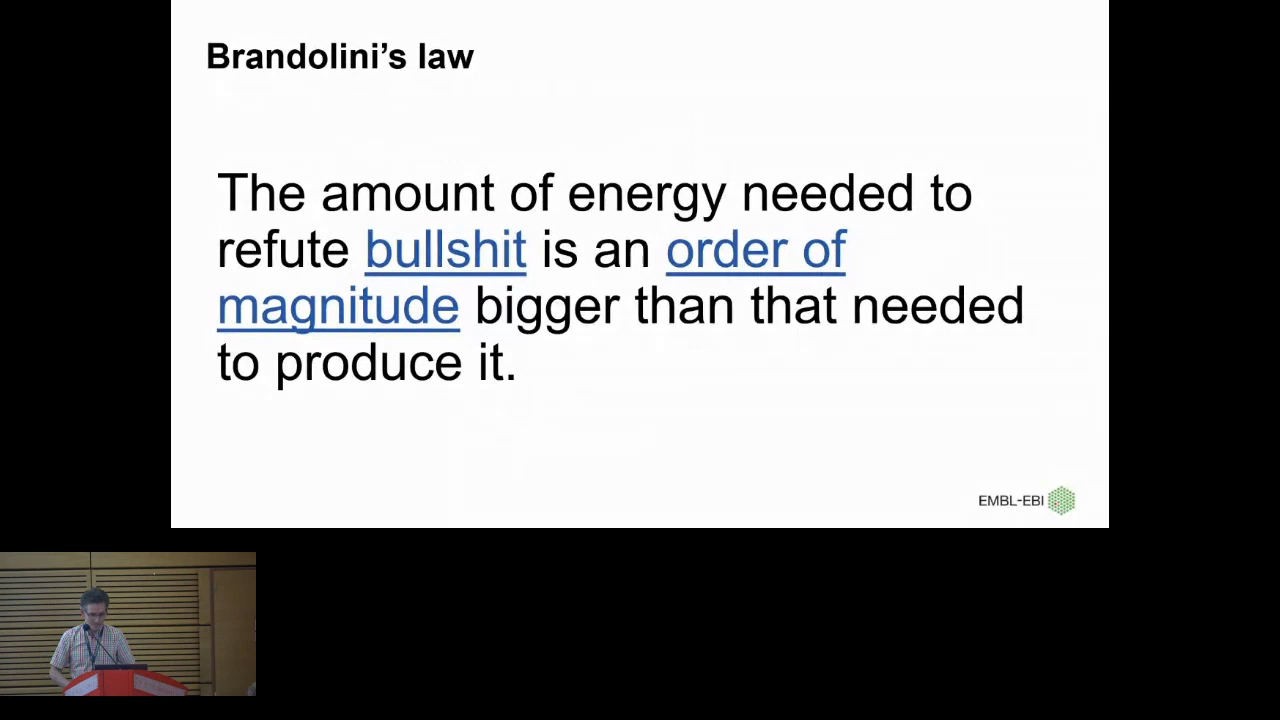 Brandolini’s law
The amount of energy needed to
refute bullshit is an order of
magnitude bigger than that needed
to produce it.
EMBL-EBI